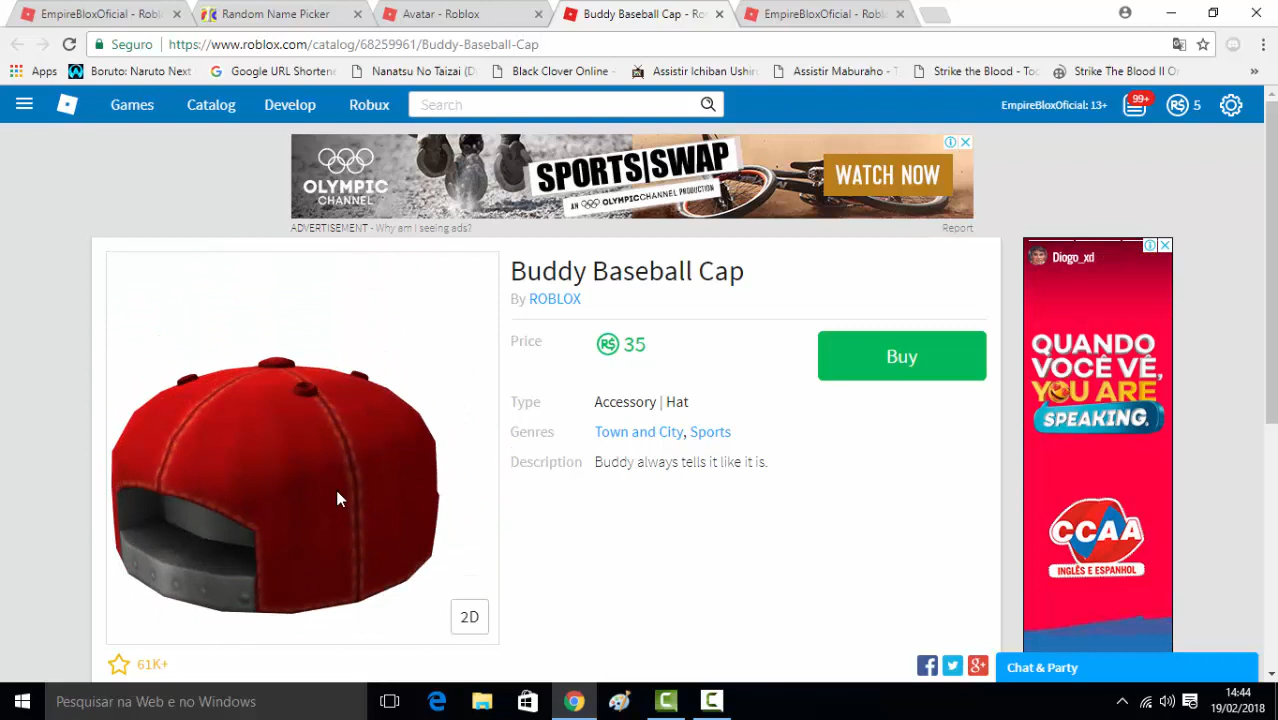 EmpireBloxOficial - Roblo
Random Name Picker
Avatar - Roblox
Buddy Baseball Cap - Ro
EmpireBloxOficial - Robl
Seguro
https://www.roblox.com/catalog/68259961/Buddy-Baseball-Cap
Apps
Boruto: Naruto Next
Google URL Shortene
Nanatsu No Taizai (D
Black Clover Online -
Assistir Ichiban Ushir
Assistir Maburaho - T
Strike the Blood - To
Strike The Blood II O
»
Games
Catalog
Develop
Robux
Search
EmpireBloxOficial: 13+
99+
R$ 5
OLYMPIC
CHANNEL
SPORTS|SWAP
AN OLYMPIC CHANNEL PRODUCTION
WATCH NOW
ADVERTISEMENT - Why am I seeing ads?
Report
Buddy Baseball Cap
By ROBLOX
Price
R$ 35
Buy
Type
Accessory | Hat
Genres
Town and City, Sports
Description
Buddy always tells it like it is.
2D
61K+
Diogo_xd
QUANDO
VOCÊ VÊ,
YOU ARE
SPEAKING.
CCAA
INGLÊS E ESPANHOL
Chat & Party
Pesquisar na Web e no Windows
14:44
19/02/2018